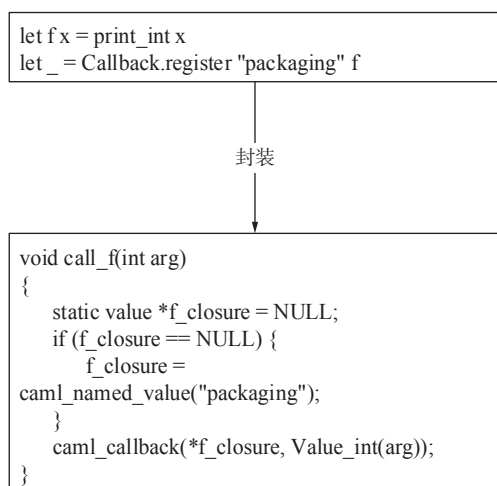 let f x = print_int x
let _ = Callback.register "packaging" f
封装
void call_f(int arg)
{
static value *f_closure = NULL;
if (f_closure == NULL) {
f_closure =
caml_named_value("packaging");
}
caml_callback(*f_closure, Value_int(arg));
}